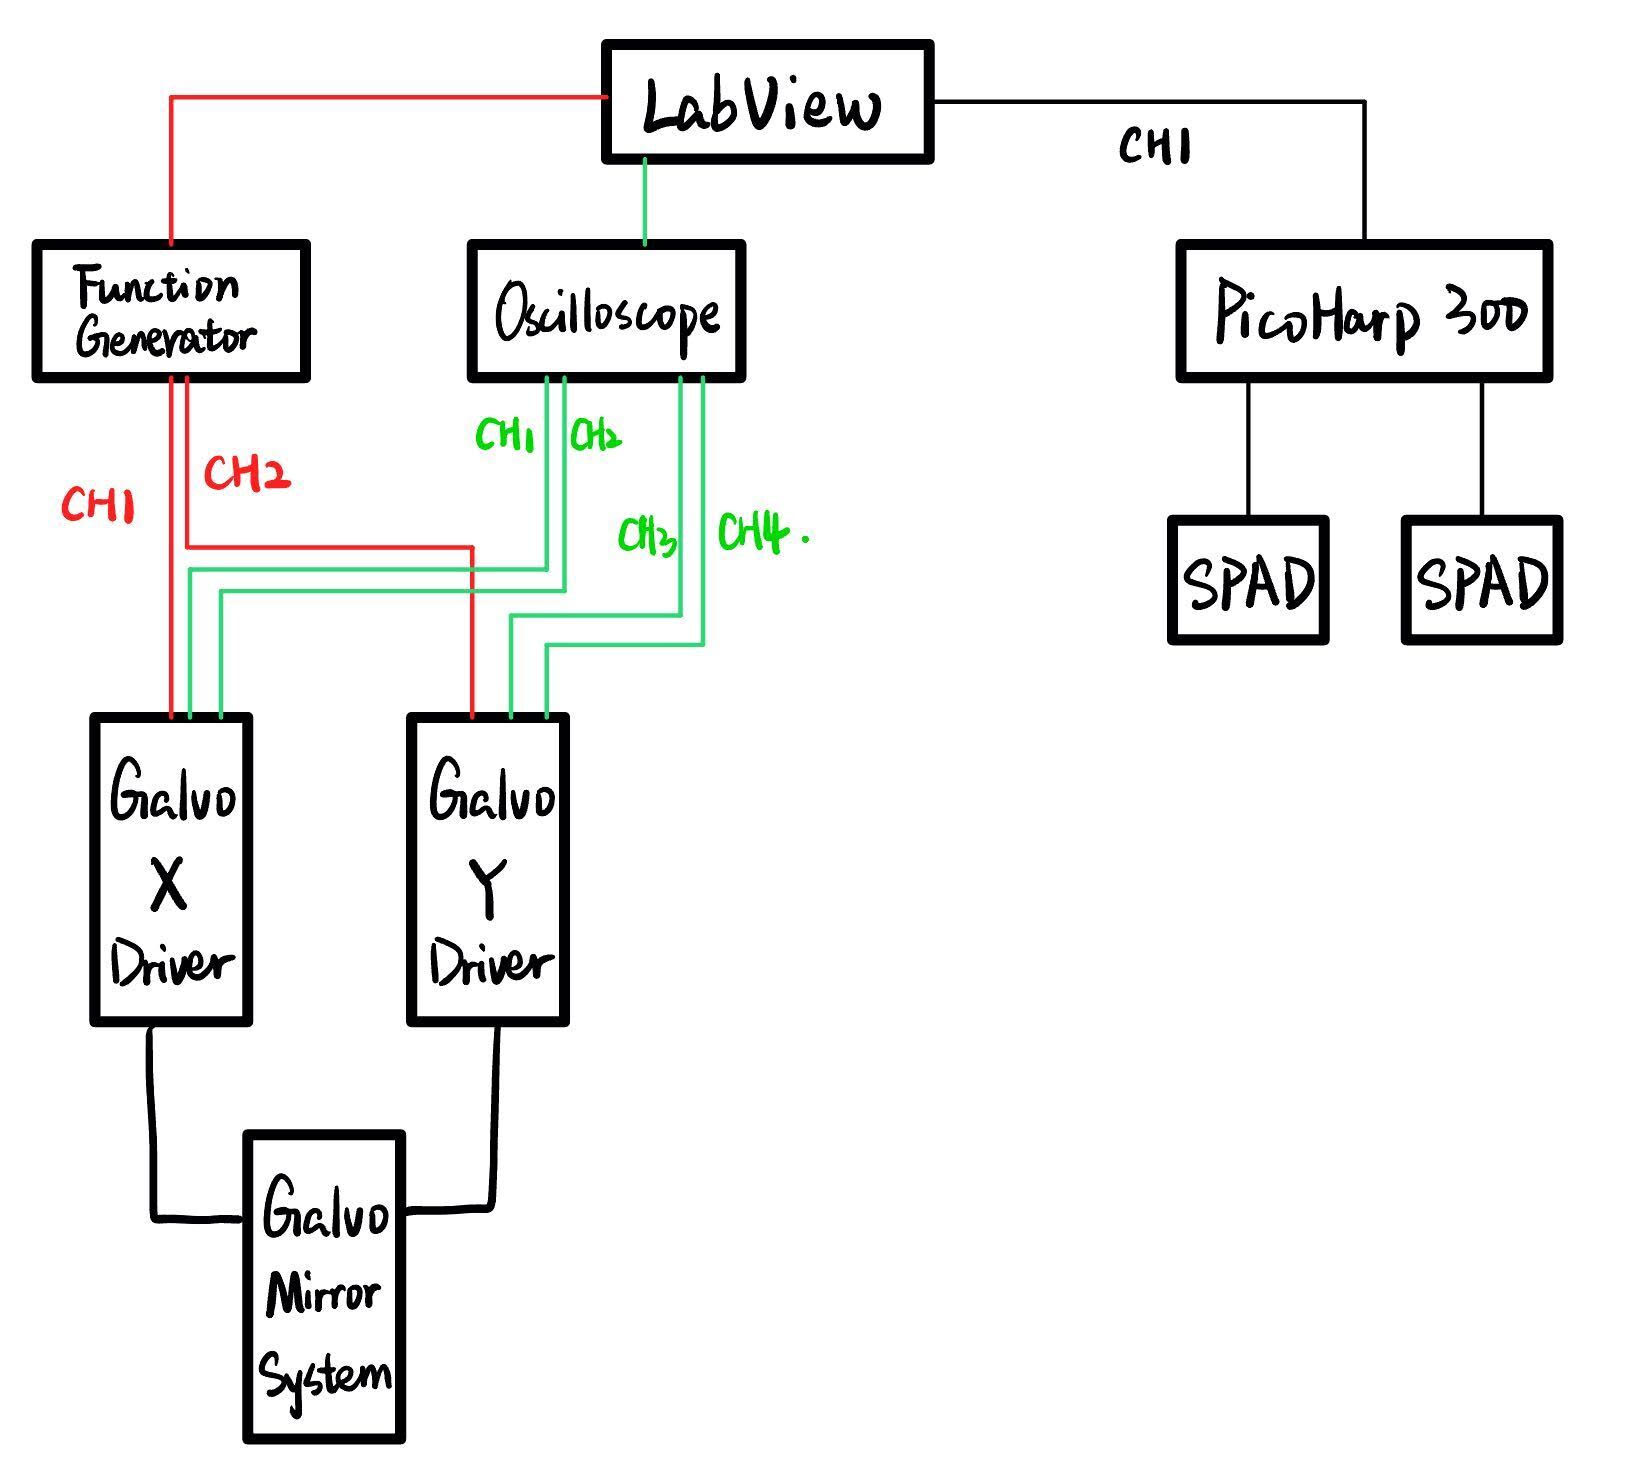 LabView
CH1
Function
Generator
Oscilloscope
PicoHarp 300
CH1
CH2
CH1
CH2
CH3
CH4.
SPAD
SPAD
Galvo
X
Driver
Galvo
Y
Driver
Galvo
Mirror
System